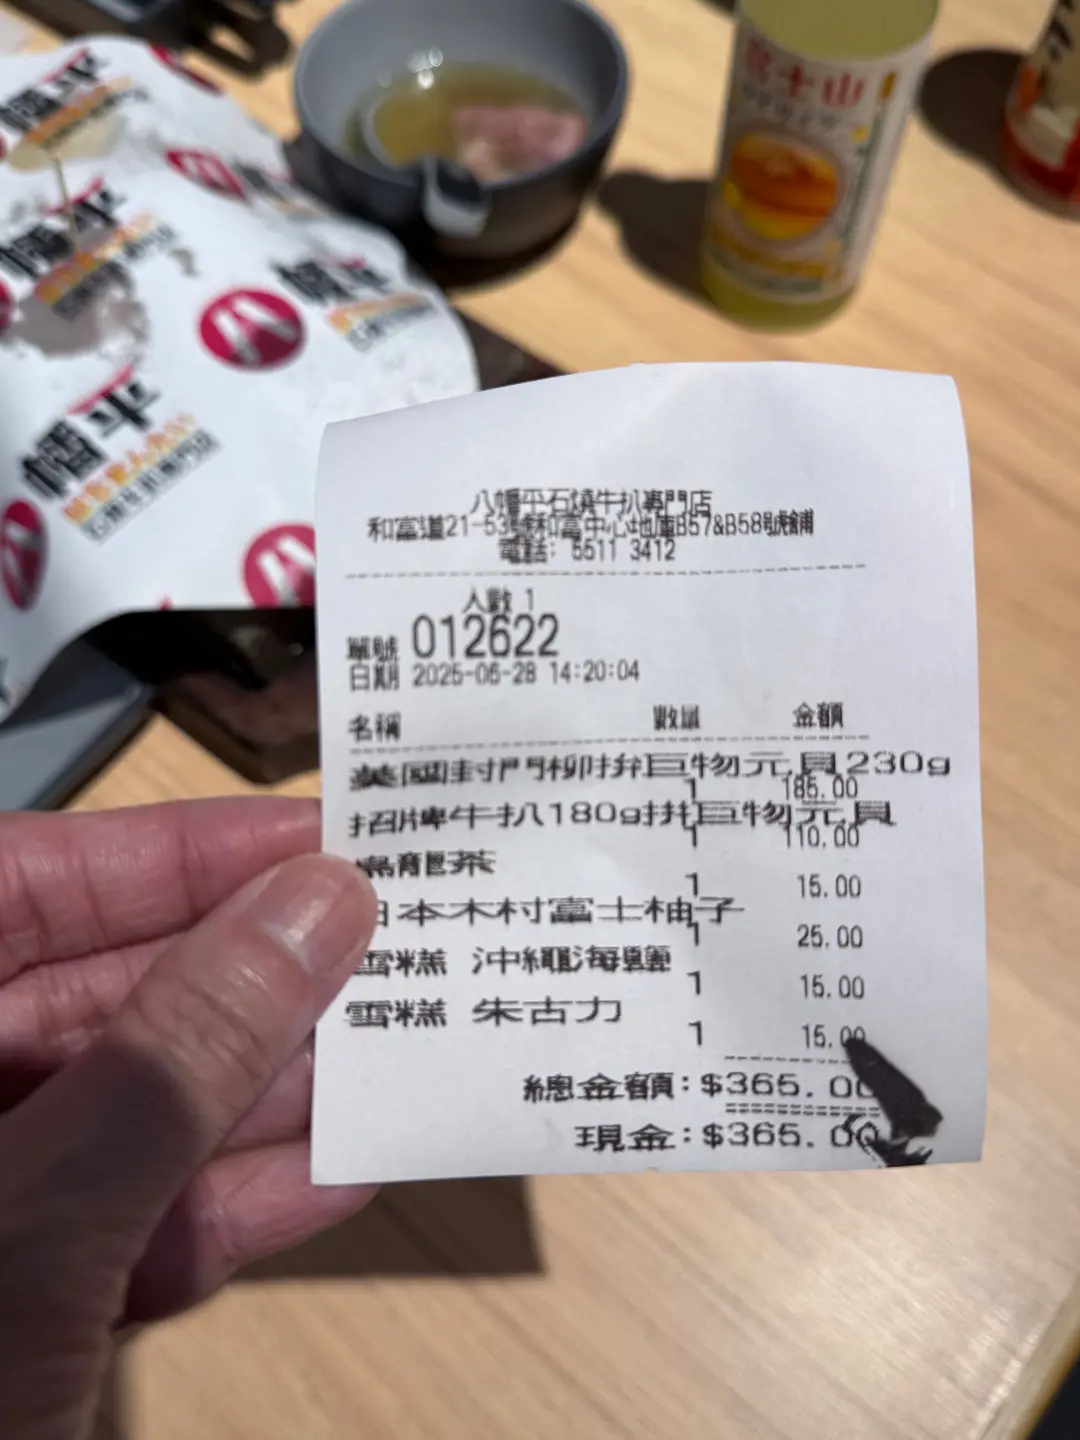 富士山
八幡平石燒牛扒專門店
和富道21-53號和富中心地庫B57&B58號舖
電話: 5511 3412
人數 1
單號 012622
日期 2025-06-28 14:20:04
名稱 數量 金額
美國封門柳拼巨物元貝230g
1 185.00
招牌牛扒180g拼巨物元貝
1 110.00
烏龍茶
1 15.00
日本木村富士柚子
1 25.00
雪糕 沖繩海鹽
1 15.00
雪糕 朱古力
1 15.00
總金額:$365.00
現金:$365.00